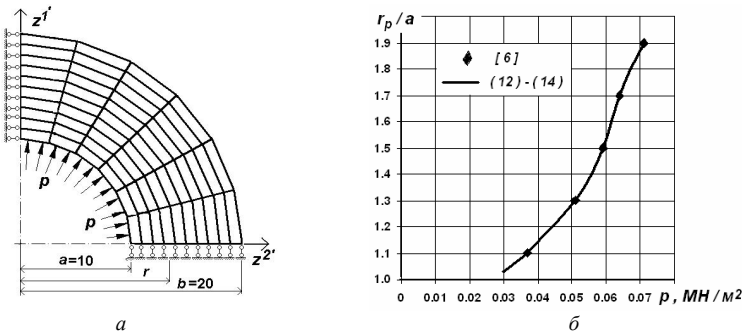 z1'
p
p
a=10
r
z2'
b=20
а
r_p / a
1.9
1.8
1.7
1.6
1.5
1.4
1.3
1.2
1.1
1.0
[ 6 ]
( 12 ) - ( 14 )
0 0.01 0.02 0.03 0.04 0.05 0.06 0.07 p , МН / м²
б